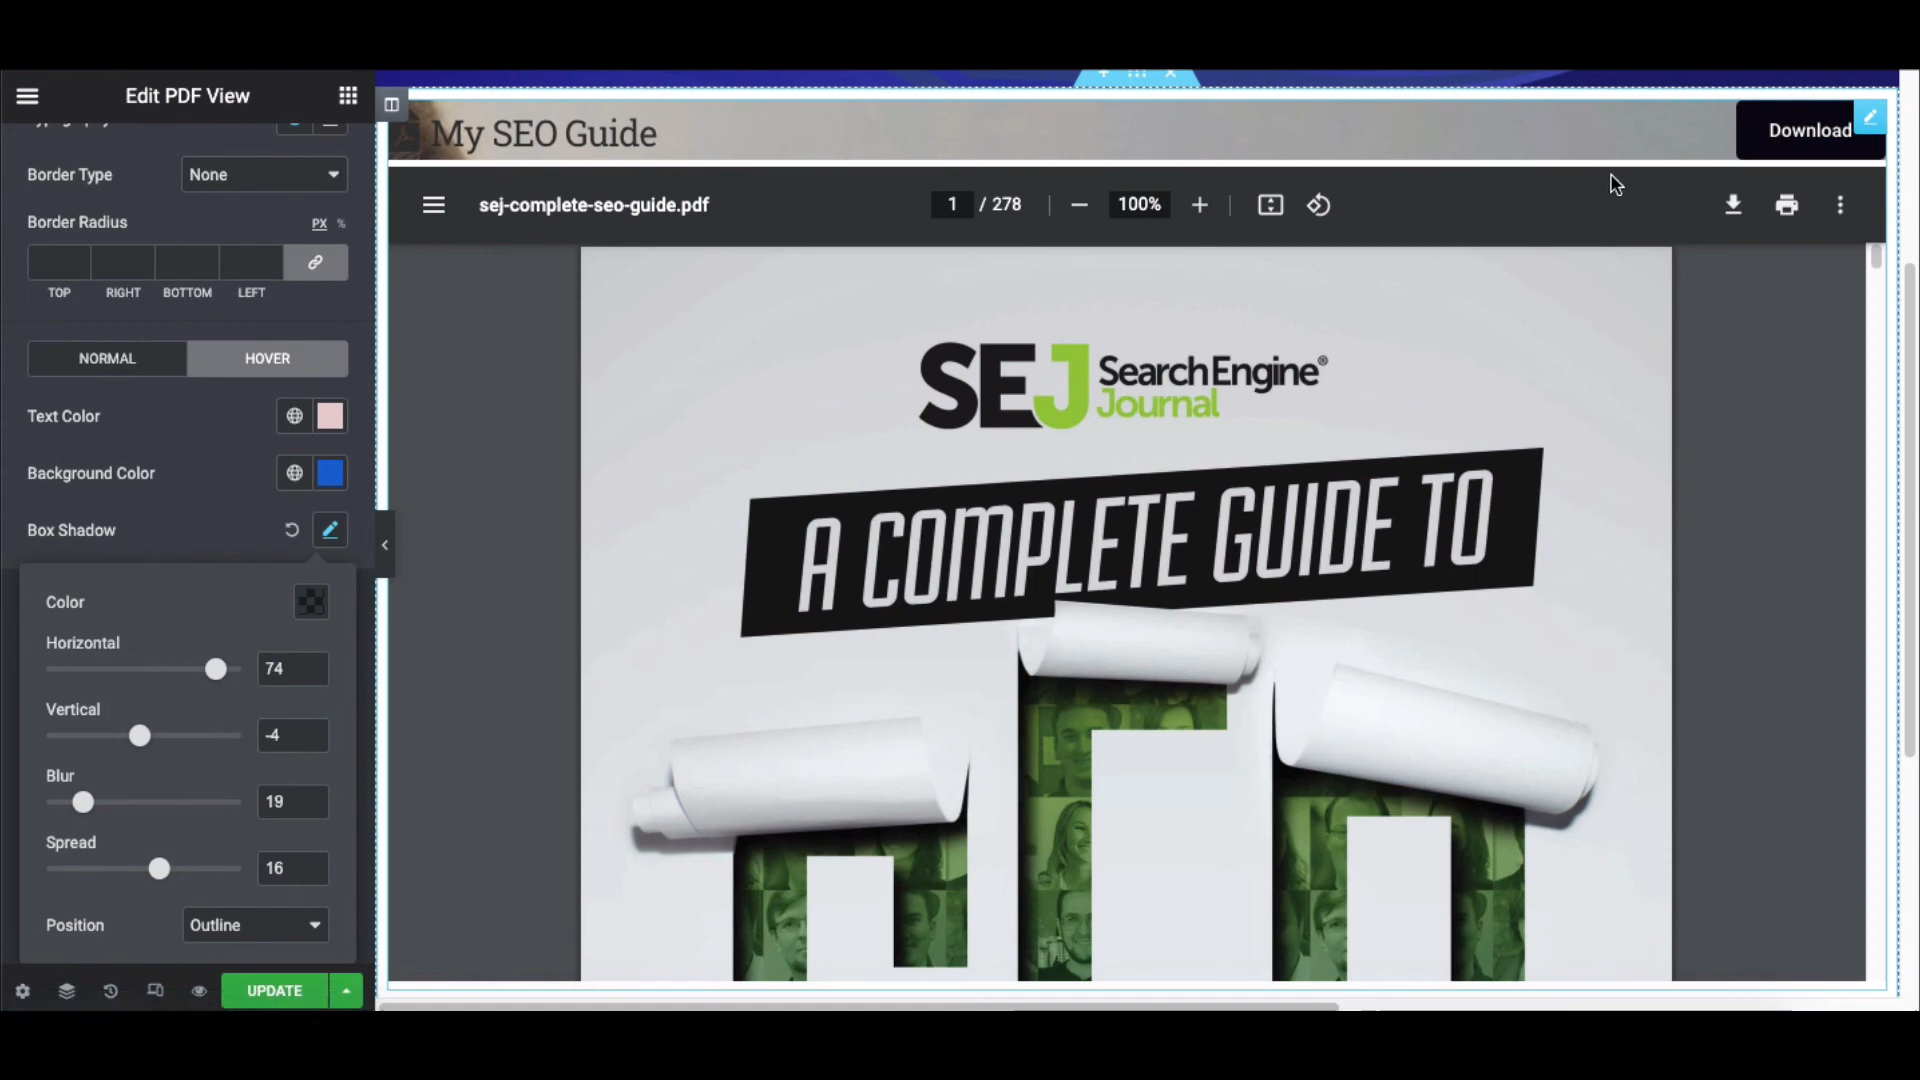 Edit PDF View
Border Type
None
Border Radius
PX %
TOP RIGHT BOTTOM LEFT
NORMAL HOVER
Text Color
Background Color
Box Shadow
Color
Horizontal
74
Vertical
-4
Blur
19
Spread
16
Position
Outline
UPDATE
My SEO Guide
Download
sej-complete-seo-guide.pdf
1 / 278
100%
SEJ Search Engine®
Journal
A COMPLETE GUIDE TO